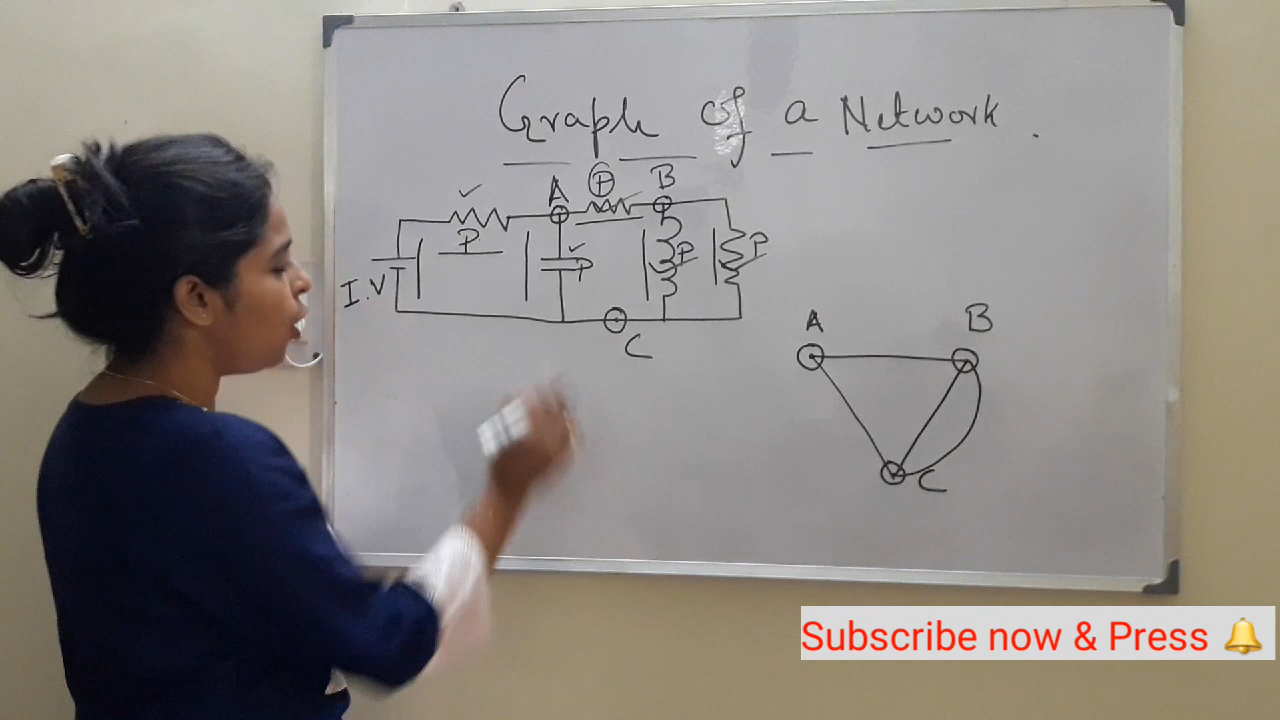 Graph of a Network.
A P B
P P P P
I.V
C
A B
C
Subscribe now & Press 🔔